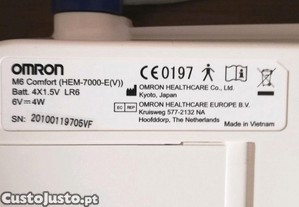 OMRON
M6 Comfort (HEM-7000-E(V))
Batt. 4X1.5V LR6
6V⎓4W
SN: 20100119705VF
CE0197
OMRON HEALTHCARE Co., Ltd.
Kyoto, Japan
EC REP
OMRON HEALTHCARE EUROPE B.V.
Kruisweg 577-2132 NA
Hoofddorp, The Netherlands
Made in Vietnam
CustoJusto.pt